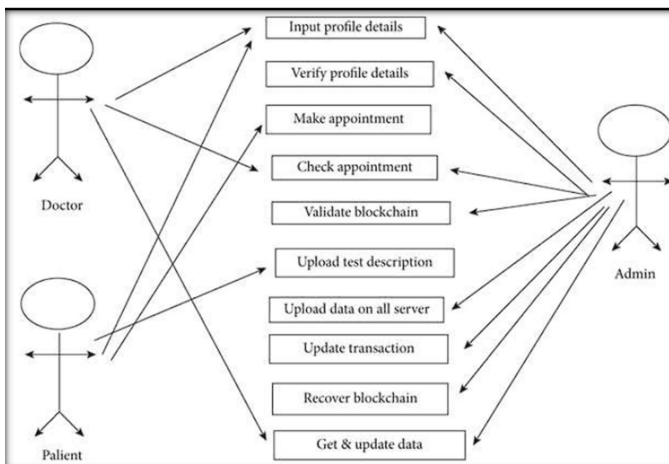 Input profile details
Verify profile details
Make appointment
Check appointment
Doctor
Validate blockchain
Upload test description
Admin
Upload data on all server
Update transaction
Recover blockchain
Get & update data
Palient